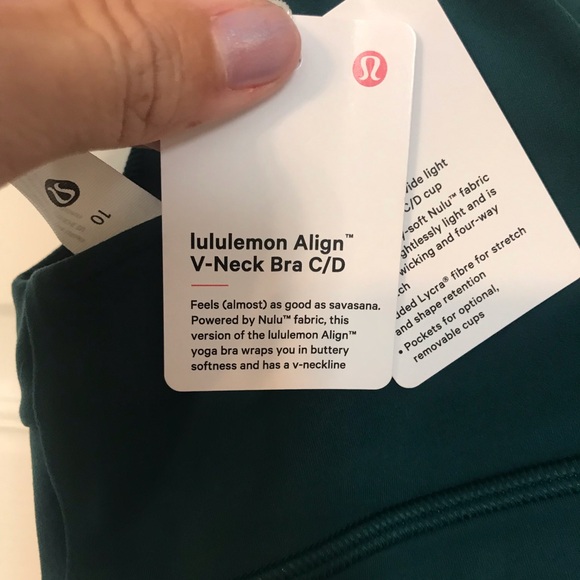 lululemon Align™
V-Neck Bra C/D
Feels (almost) as good as savasana.
Powered by Nulu™ fabric, this
version of the lululemon Align™
yoga bra wraps you in buttery
softness and has a v-neckline
light
C/D cup
-soft Nulu™ fabric
light and is
wicking and four-way
Lycra® fibre for stretch
and shape retention
• Pockets for optional,
removable cups
10